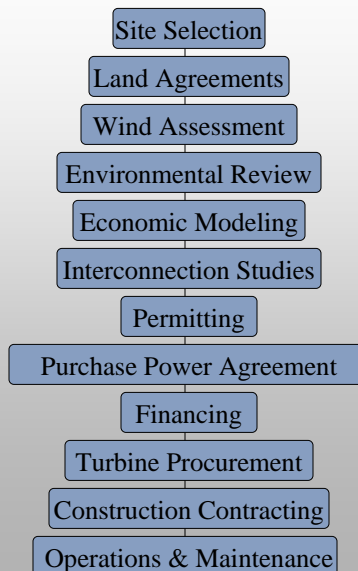 Site Selection
Land Agreements
Wind Assessment
Environmental Review
Economic Modeling
Interconnection Studies
Permitting
Purchase Power Agreement
Financing
Turbine Procurement
Construction Contracting
Operations & Maintenance